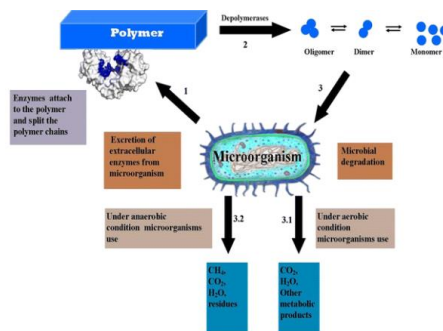 Polymer
Depolymerases
2
Oligomer
Dimer
Monomer
Enzymes attach
to the polymer
and split the
polymer chains
1
3
Excretion of
extracellular
enzymes from
microorganism
Microorganism
Microbial
degradation
Under anaerobic
condition microorganisms
use
3.2
3.1
Under aerobic
condition
microorganisms use
CH₄,
CO₂,
H₂O,
residues
CO₂,
H₂O,
Other
metabolic
products